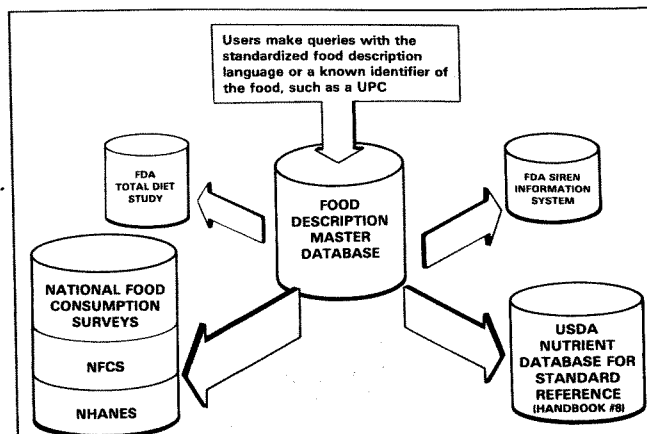 Users make queries with the
standardized food description
language or a known identifier of
the food, such as a UPC
FDA
TOTAL DIET
STUDY
FOOD
DESCRIPTION
MASTER
DATABASE
FDA SIREN
INFORMATION
SYSTEM
NATIONAL FOOD
CONSUMPTION
SURVEYS
NFCS
NHANES
USDA
NUTRIENT
DATABASE FOR
STANDARD
REFERENCE
(HANDBOOK #8)